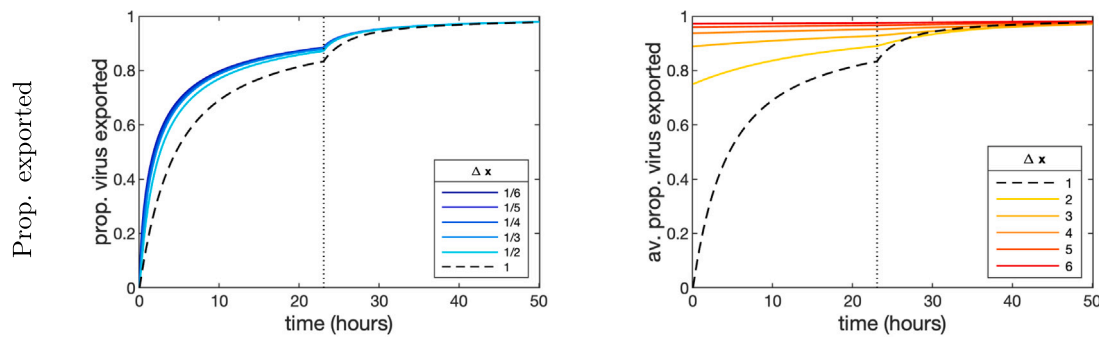 Prop. exported
prop. virus exported
1
0.8
0.6
0.4
0.2
0
0 10 20 30 40 50
time (hours)
Δ x
1/6
1/5
1/4
1/3
1/2
1
av. prop. virus exported
1
0.8
0.6
0.4
0.2
0
0 10 20 30 40 50
time (hours)
Δ x
1
2
3
4
5
6